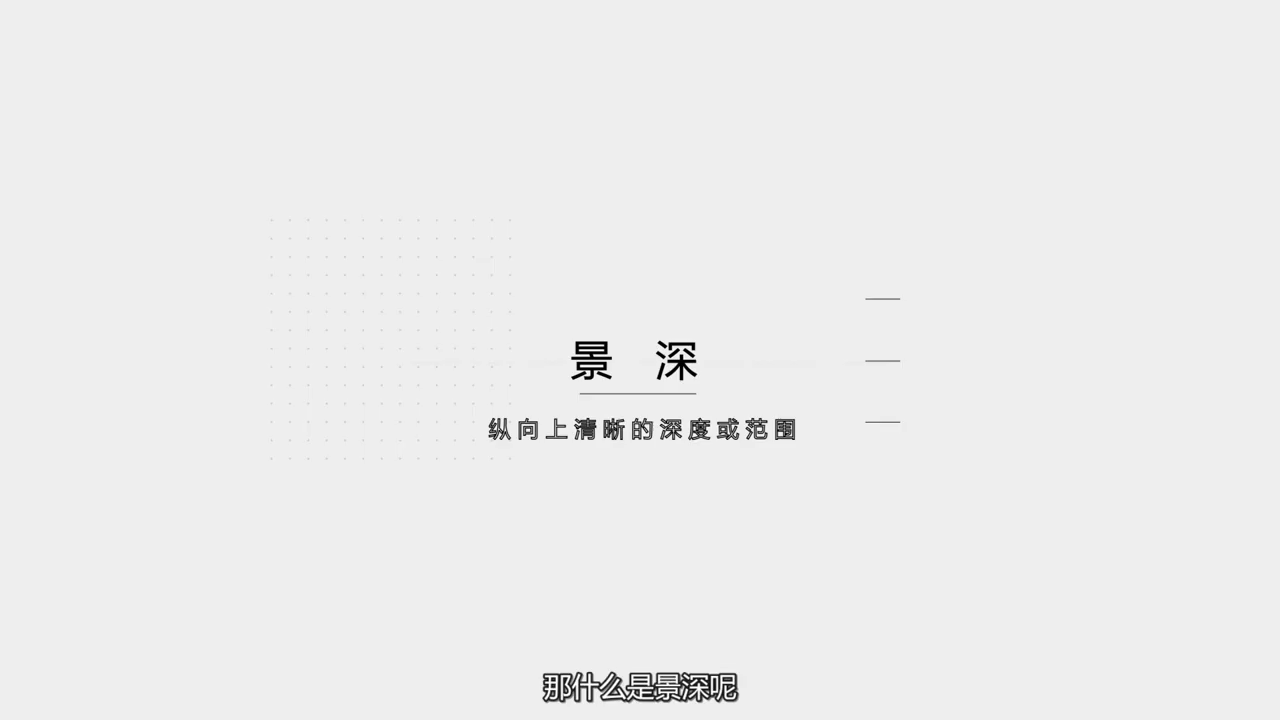 景 深
纵向上清晰的深度或范围
那什么是景深呢